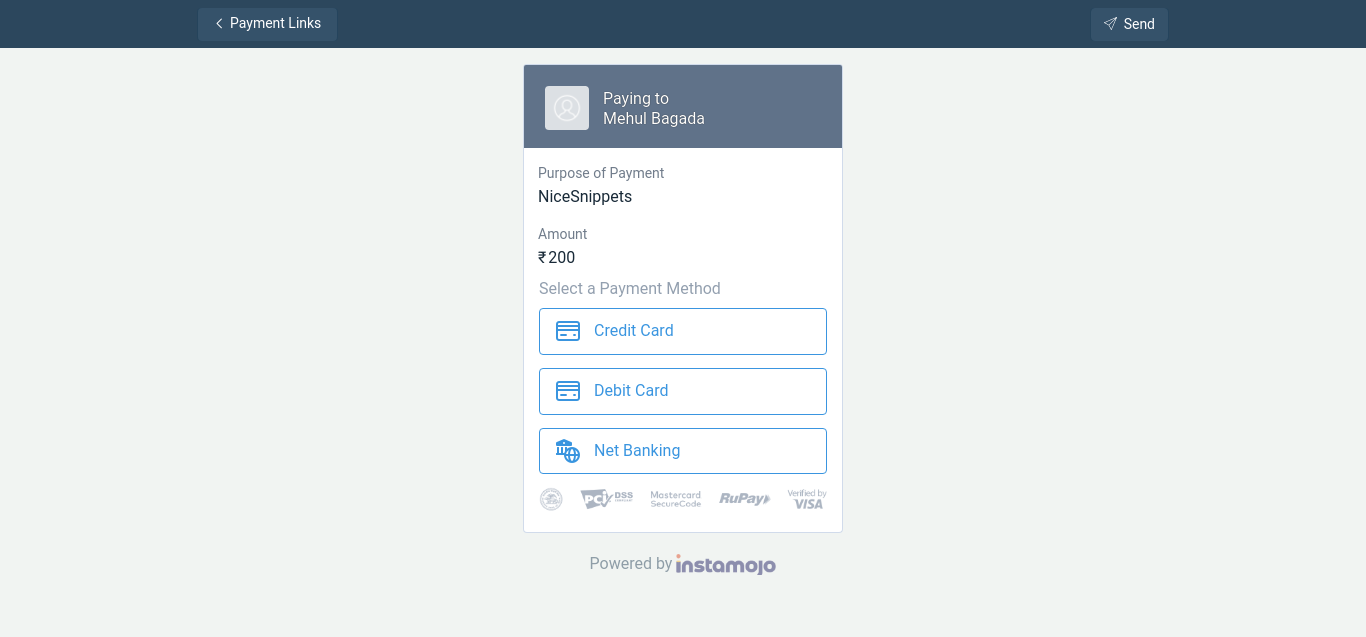 Payment Links
Send
Paying to
Mehul Bagada
Purpose of Payment
NiceSnippets
Amount
₹200
Select a Payment Method
Credit Card
Debit Card
Net Banking
PCI DSS
Mastercard SecureCode
RuPay
Verified by VISA
Powered by instamojo